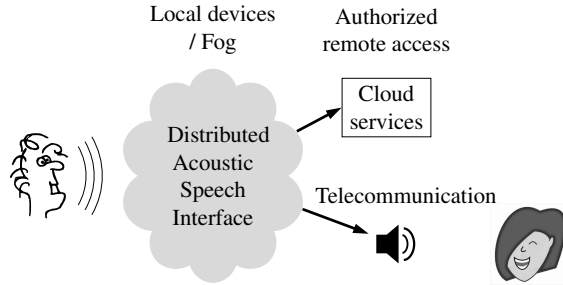 Local devices
/ Fog
Authorized
remote access
Cloud
services
Distributed
Acoustic
Speech
Interface
Telecommunication